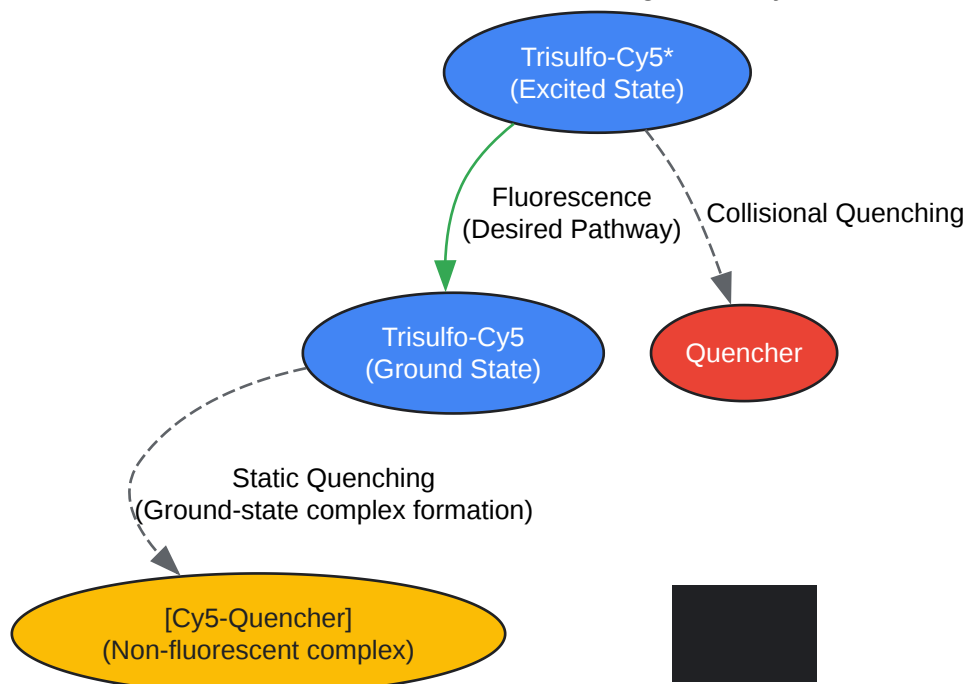 Trisulfo-Cy5*
(Excited State)
Fluorescence
(Desired Pathway)
Collisional Quenching
Trisulfo-Cy5
(Ground State)
Quencher
Static Quenching
(Ground-state complex formation)
[Cy5-Quencher]
(Non-fluorescent complex)